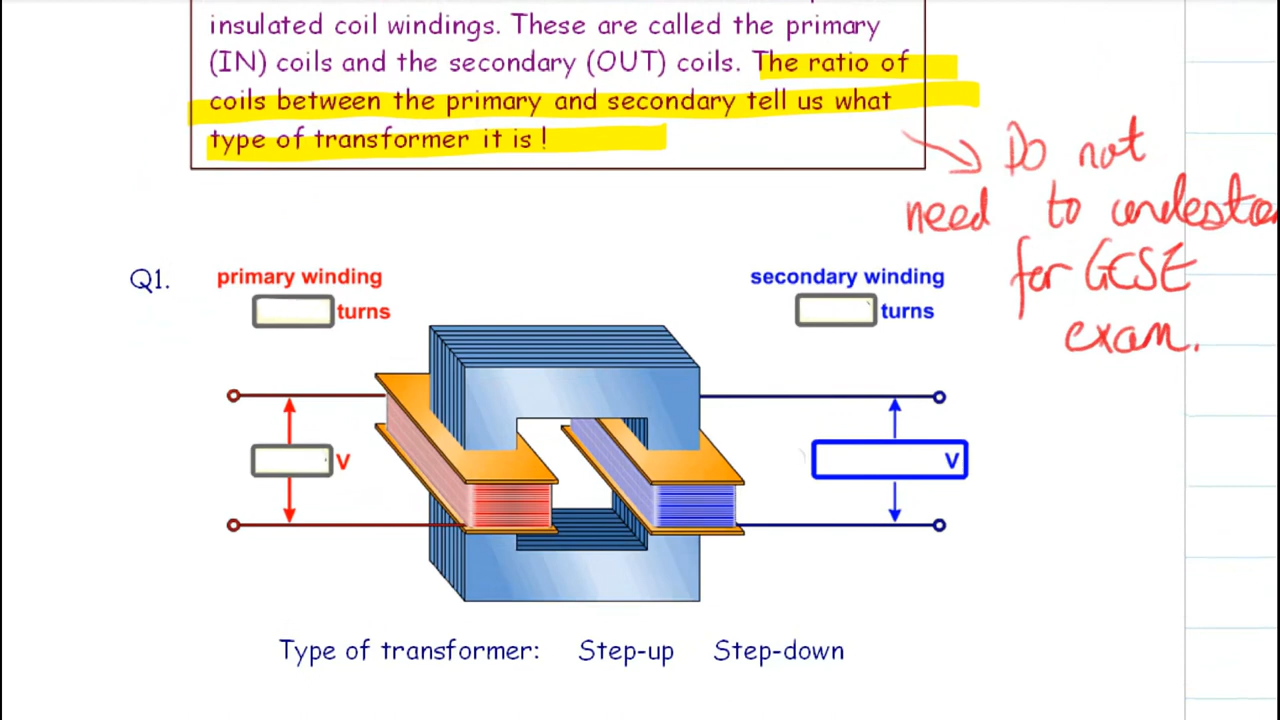 insulated coil windings. These are called the primary
(IN) coils and the secondary (OUT) coils. The ratio of
coils between the primary and secondary tell us what
type of transformer it is !
Do not
need to
for GCSE
exam.
Q1.
primary winding
turns
secondary winding
turns
V
V
Type of transformer: Step-up Step-down